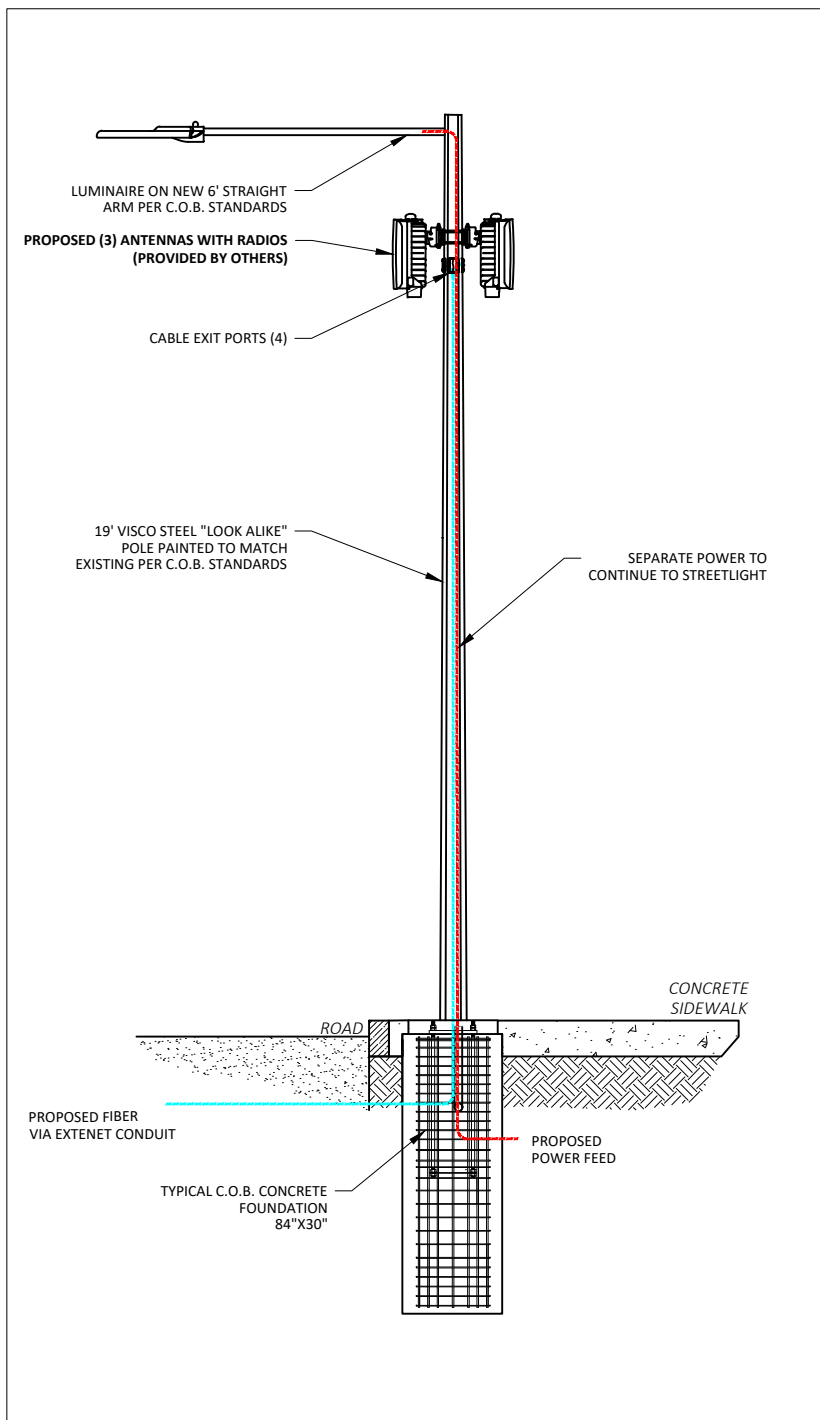 LUMINAIRE ON NEW 6' STRAIGHT
ARM PER C.O.B. STANDARDS
PROPOSED (3) ANTENNAS WITH RADIOS
(PROVIDED BY OTHERS)
CABLE EXIT PORTS (4)
19' VISCO STEEL "LOOK ALIKE"
POLE PAINTED TO MATCH
EXISTING PER C.O.B. STANDARDS
SEPARATE POWER TO
CONTINUE TO STREETLIGHT
CONCRETE
SIDEWALK
ROAD
PROPOSED FIBER
VIA EXTENET CONDUIT
PROPOSED
POWER FEED
TYPICAL C.O.B. CONCRETE
FOUNDATION
84"X30"